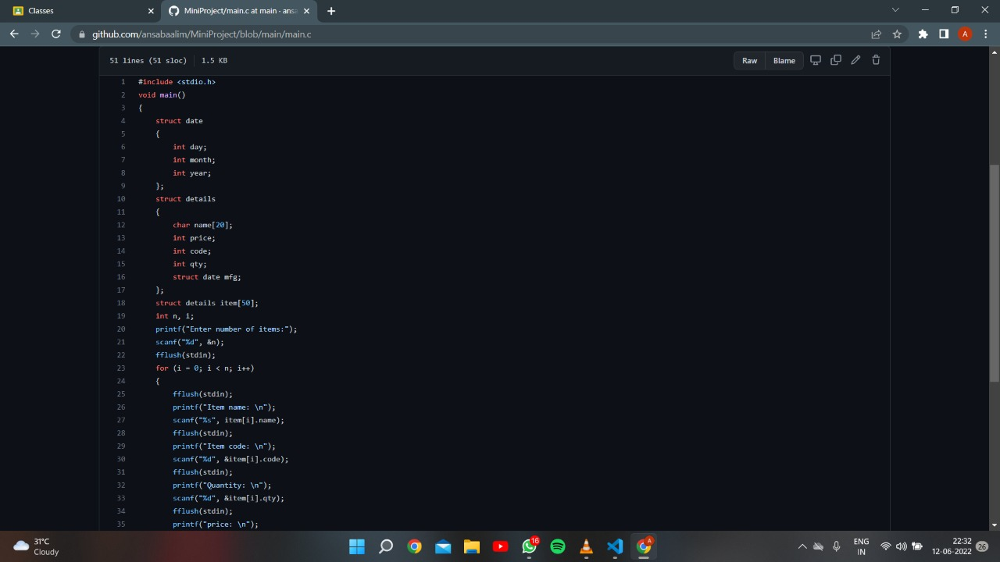 Classes
MiniProject/main.c at main · ansa
github.com/ansabaalim/MiniProject/blob/main/main.c
A
51 lines (51 sloc) 1.5 KB
Raw Blame
1 #include <stdio.h>
2 void main()
3 {
4 struct date
5 {
6 int day;
7 int month;
8 int year;
9 };
10 struct details
11 {
12 char name[20];
13 int price;
14 int code;
15 int qty;
16 struct date mfg;
17 };
18 struct details item[50];
19 int n, i;
20 printf("Enter number of items:");
21 scanf("%d", &n);
22 fflush(stdin);
23 for (i = 0; i < n; i++)
24 {
25 fflush(stdin);
26 printf("Item name: \n");
27 scanf("%s", item[i].name);
28 fflush(stdin);
29 printf("Item code: \n");
30 scanf("%d", &item[i].code);
31 fflush(stdin);
32 printf("Quantity: \n");
33 scanf("%d", &item[i].qty);
34 fflush(stdin);
35 printf("price: \n");
31°C
Cloudy
16
A
ENG
IN
22:32
12-06-2022
26